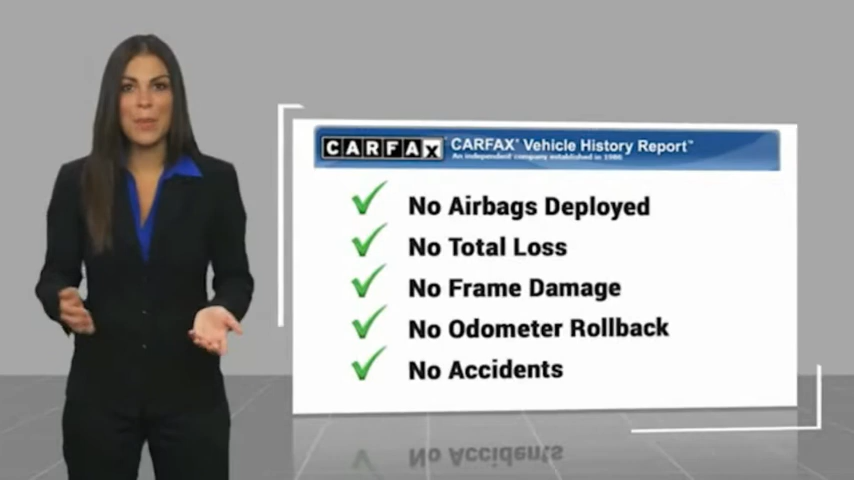 CARFAX CARFAX® Vehicle History Report™
An independent company established in 1986
No Airbags Deployed
No Total Loss
No Frame Damage
No Odometer Rollback
No Accidents
No Accidents